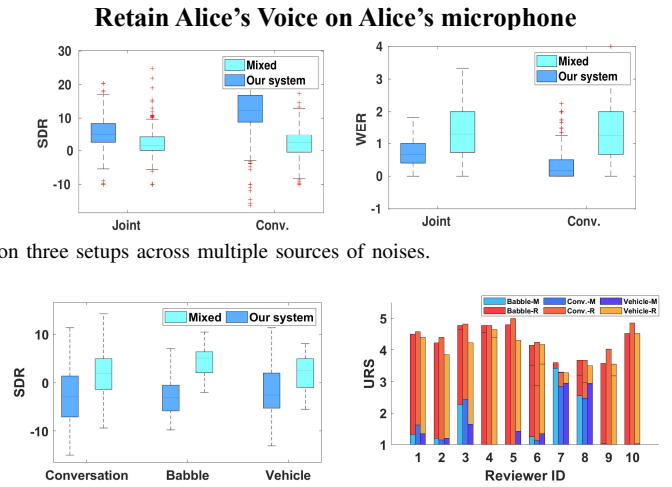 Retain Alice's Voice on Alice's microphone
30
20
10
0
-10
SDR
Mixed
Our system
Joint
Conv.
4
3
2
1
0
-1
WER
Mixed
Our system
Joint
Conv.
on three setups across multiple sources of noises.
10
0
-10
SDR
Mixed
Our system
Conversation
Babble
Vehicle
Babble-M
Conv.-M
Vehicle-M
Babble-R
Conv.-R
Vehicle-R
5
4
3
2
1
URS
1 2 3 4 5 6 7 8 9 10
Reviewer ID